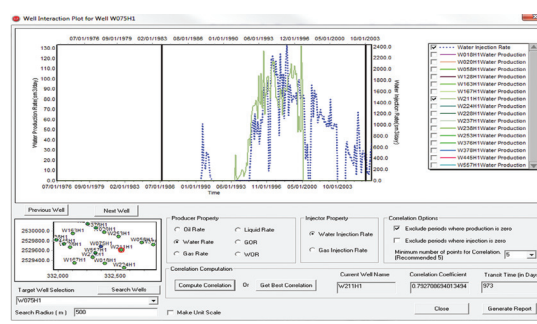 Well Interaction Plot for Well W075H1
07/01/1976 09/01/1979 02/01/1983 07/01/1986 01/01/1990 06/01/1993 12/01/1996 05/01/2000 10/01/2003
130.0
120.0
110.0
100.0
90.0
80.0
70.0
60.0
50.0
40.0
30.0
20.0
10.0
0.0
Water Production Rate(m3/day)
2400.0
2200.0
2000.0
1800.0
1600.0
1400.0
1200.0
1000.0
800.0
600.0
400.0
200.0
0.0
Water Injection Rate(m3/day)
07/01/1976 09/01/1979 02/01/1983 07/01/1986 01/01/1990 06/01/1993 11/01/1996 05/01/2000 10/01/2003
Time
Water Injection Rate
W018H1Water Production
W020H1Water Production
W058H1Water Production
W128H1Water Production
W163H1Water Production
W167H1Water Production
W211H1Water Production
W224H1Water Production
W228H1Water Production
W237H1Water Production
W238H1Water Production
W253H1Water Production
W376H1Water Production
W445H1Water Production
W557H1Water Production
Previous Well
Next Well
2529800.0
2529600.0
2529400.0
W163H1
W253H1
W075H1
W211H1
W167H1
W018H1
W224H1
332,000
332,500
Target Well Selection
Search Wells
W075H1
Search Radius ( m )
500
Producer Property
Oil Rate
Liquid Rate
Water Rate
GOR
Gas Rate
WOR
Injector Property
Water Injection Rate
Gas Injection Rate
Correlation Options
Exclude periods where production is zero
Exclude periods where injection is zero
Minimum number of points for Correlation.
(Recommended 5)
5
Correlation Computation
Compute Correlation
Or
Get Best Correlation
Current Well Name
W211H1
Correlation Coefficient
0.792708694013494
Transit Time (in Days
973
Make Unit Scale
Close
Generate Report